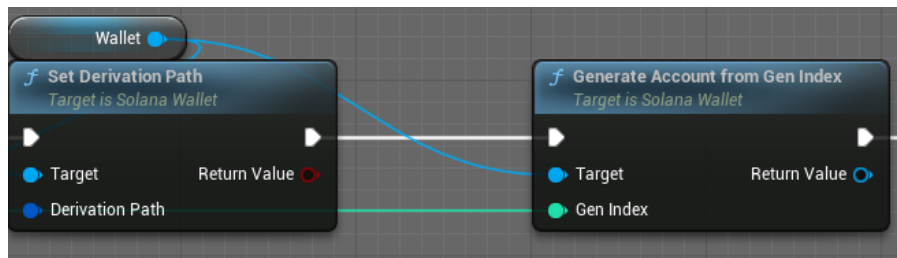 Wallet
f Set Derivation Path
Target is Solana Wallet
Target
Return Value
Derivation Path
f Generate Account from Gen Index
Target is Solana Wallet
Target
Return Value
Gen Index